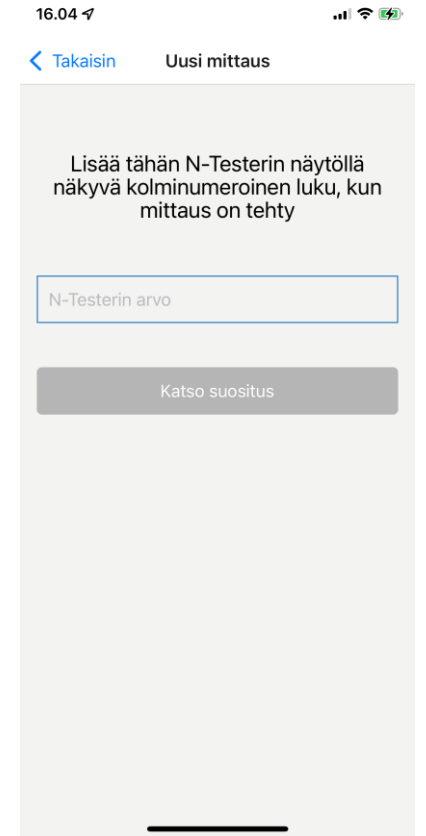 16.04
Takaisin
Uusi mittaus
Lisää tähän N-Testerin näytöllä
näkyvä kolminumeroinen luku, kun
mittaus on tehty
N-Testerin arvo
Katso suositus